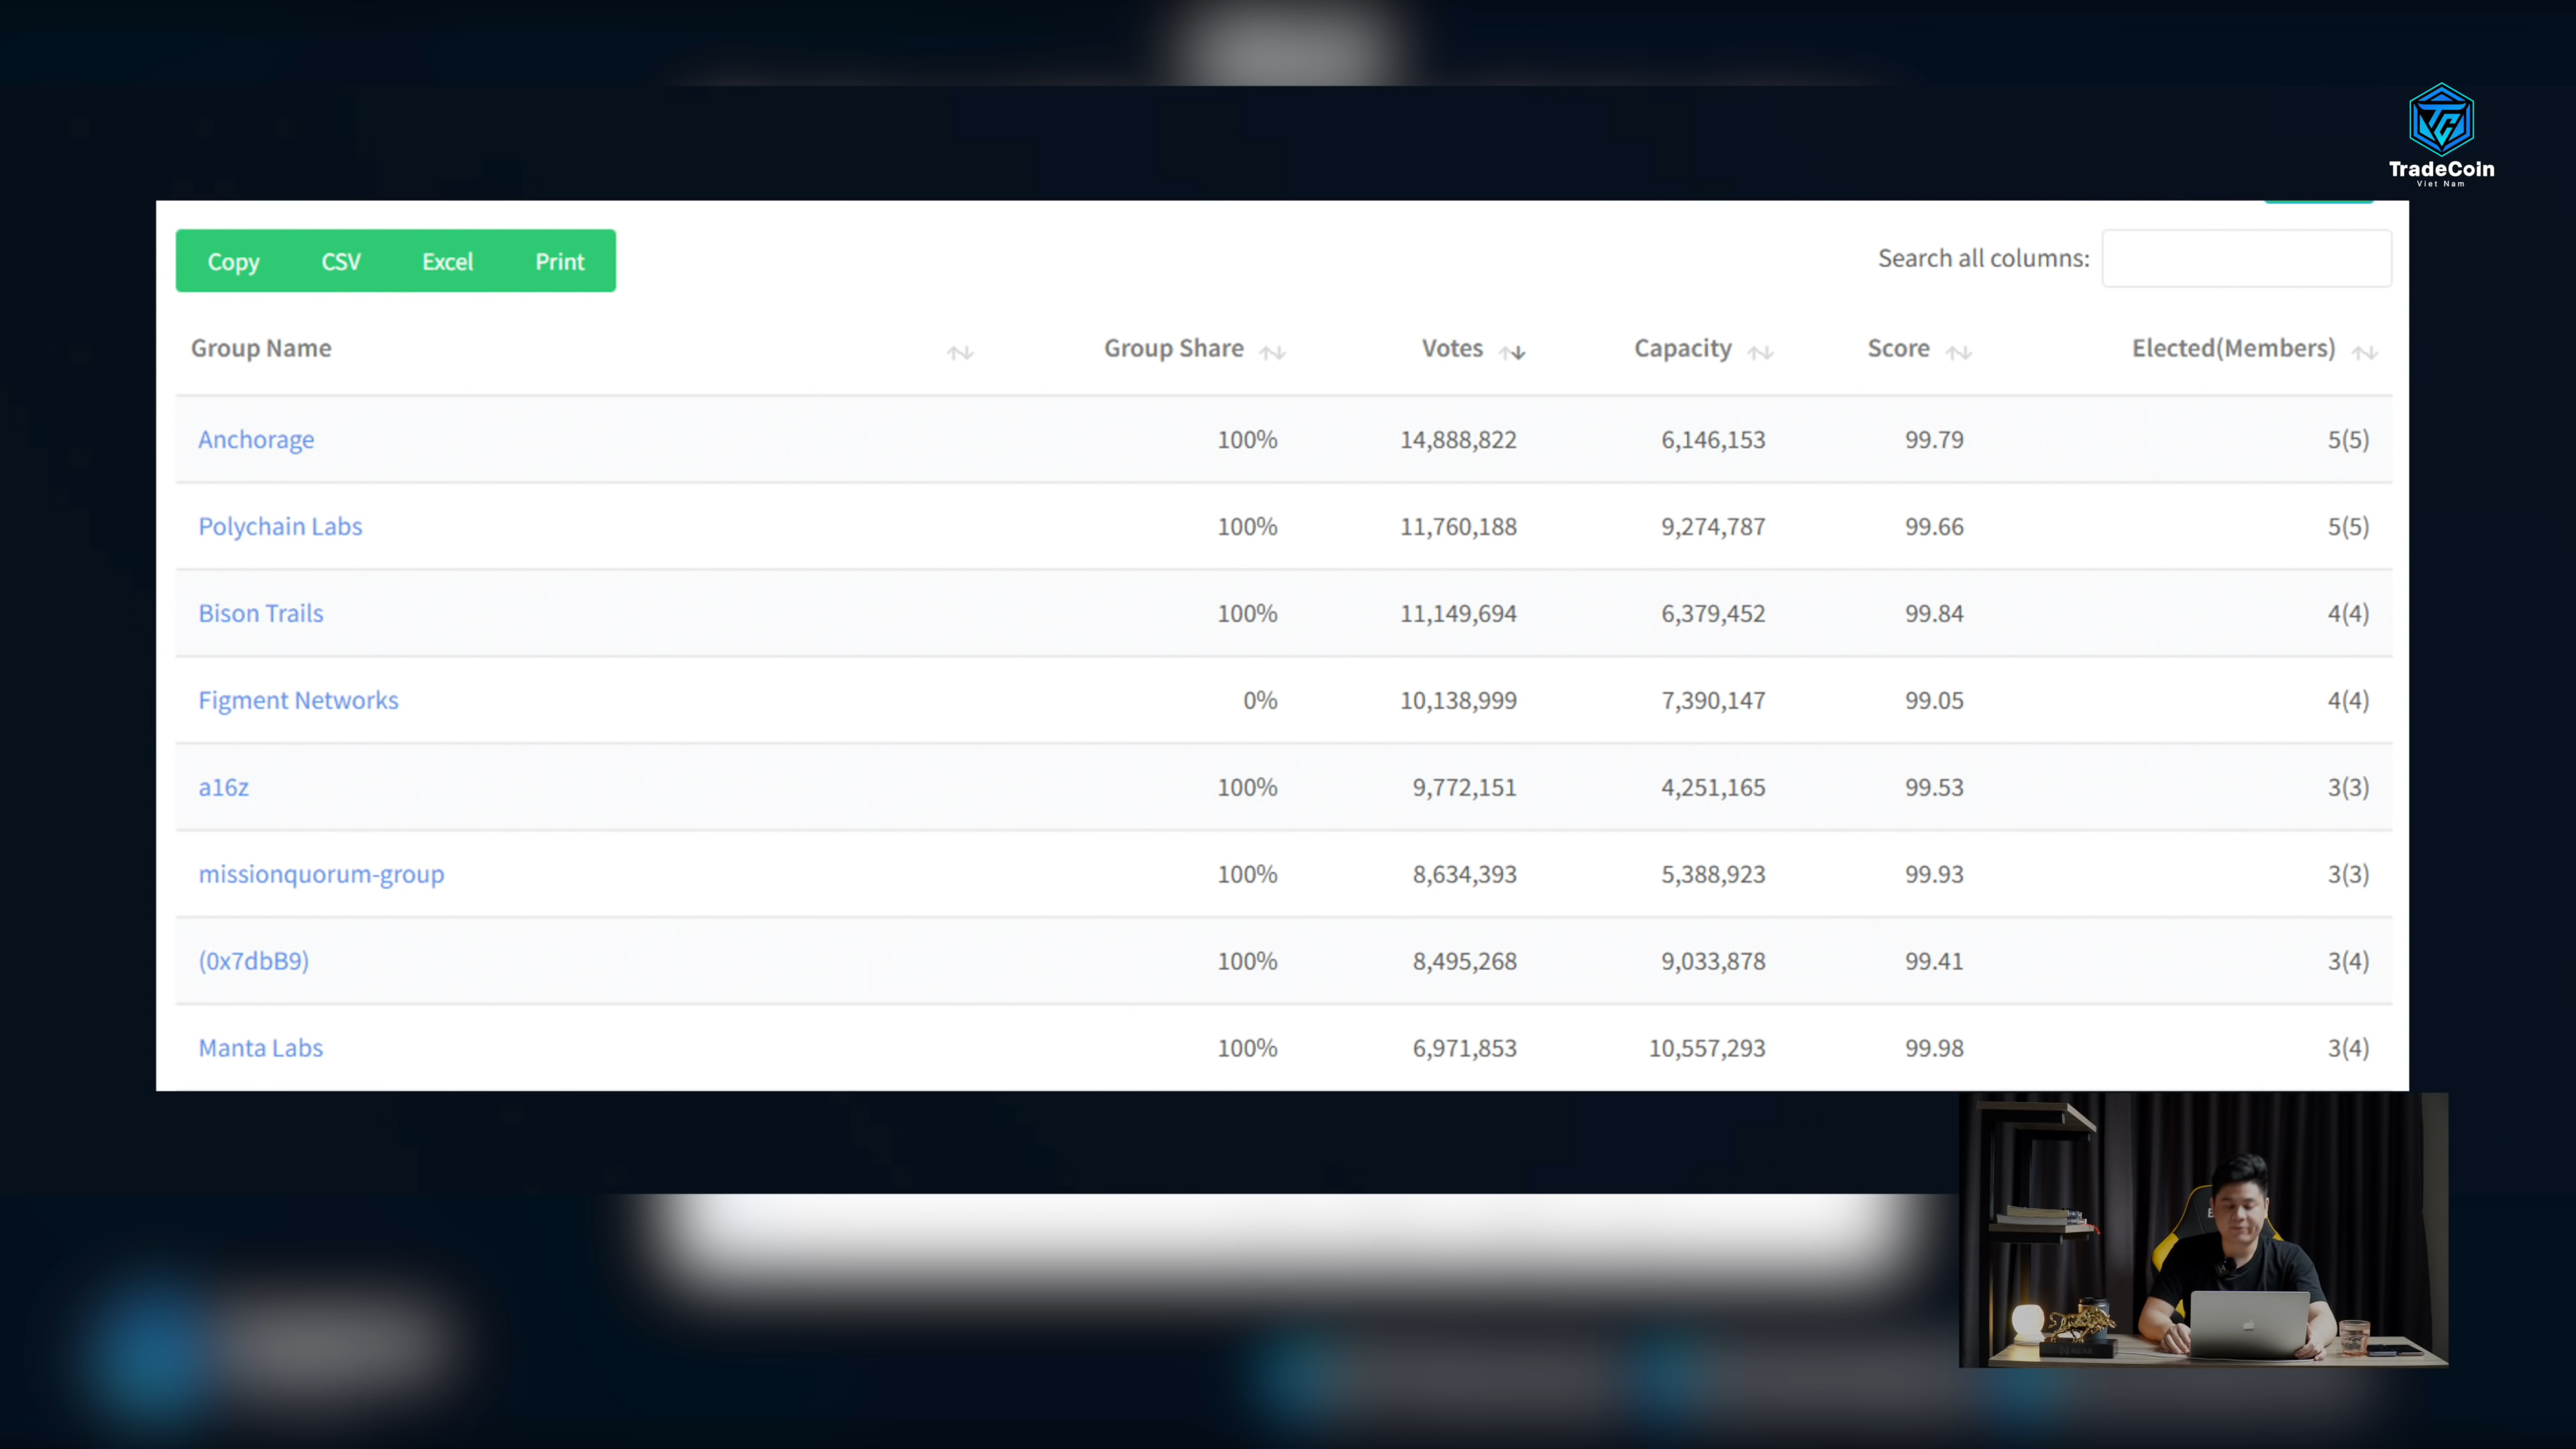 TradeCoin
Viet Nam
Copy CSV Excel Print
Search all columns:
Group Name Group Share Votes Capacity Score Elected(Members)
Anchorage 100% 14,888,822 6,146,153 99.79 5(5)
Polychain Labs 100% 11,760,188 9,274,787 99.66 5(5)
Bison Trails 100% 11,149,694 6,379,452 99.84 4(4)
Figment Networks 0% 10,138,999 7,390,147 99.05 4(4)
a16z 100% 9,772,151 4,251,165 99.53 3(3)
missionquorum-group 100% 8,634,393 5,388,923 99.93 3(3)
(0x7dbB9) 100% 8,495,268 9,033,878 99.41 3(4)
Manta Labs 100% 6,971,853 10,557,293 99.98 3(4)